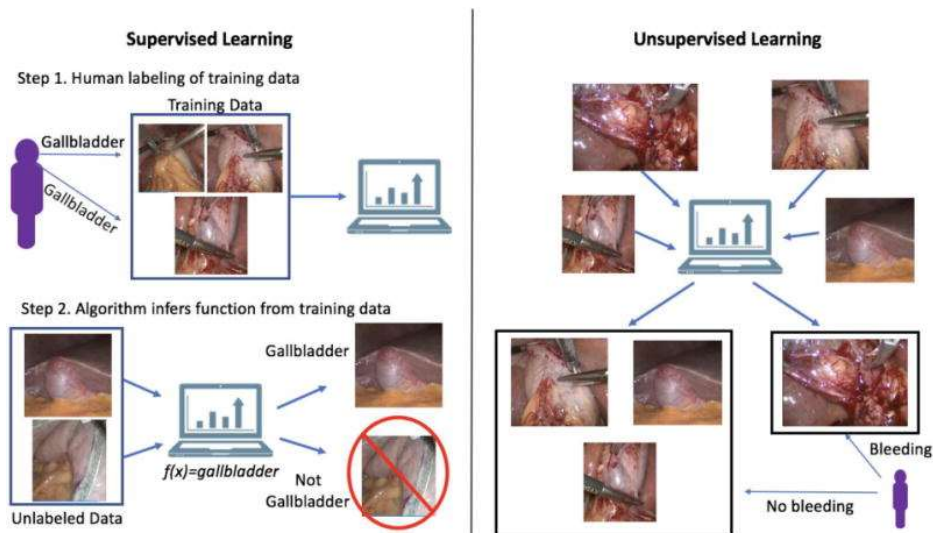 Supervised Learning
Step 1. Human labeling of training data
Training Data
Gallbladder
Gallbladder
Step 2. Algorithm infers function from training data
Gallbladder
f(x)=gallbladder
Not
Gallbladder
Unlabeled Data
Unsupervised Learning
Bleeding
No bleeding